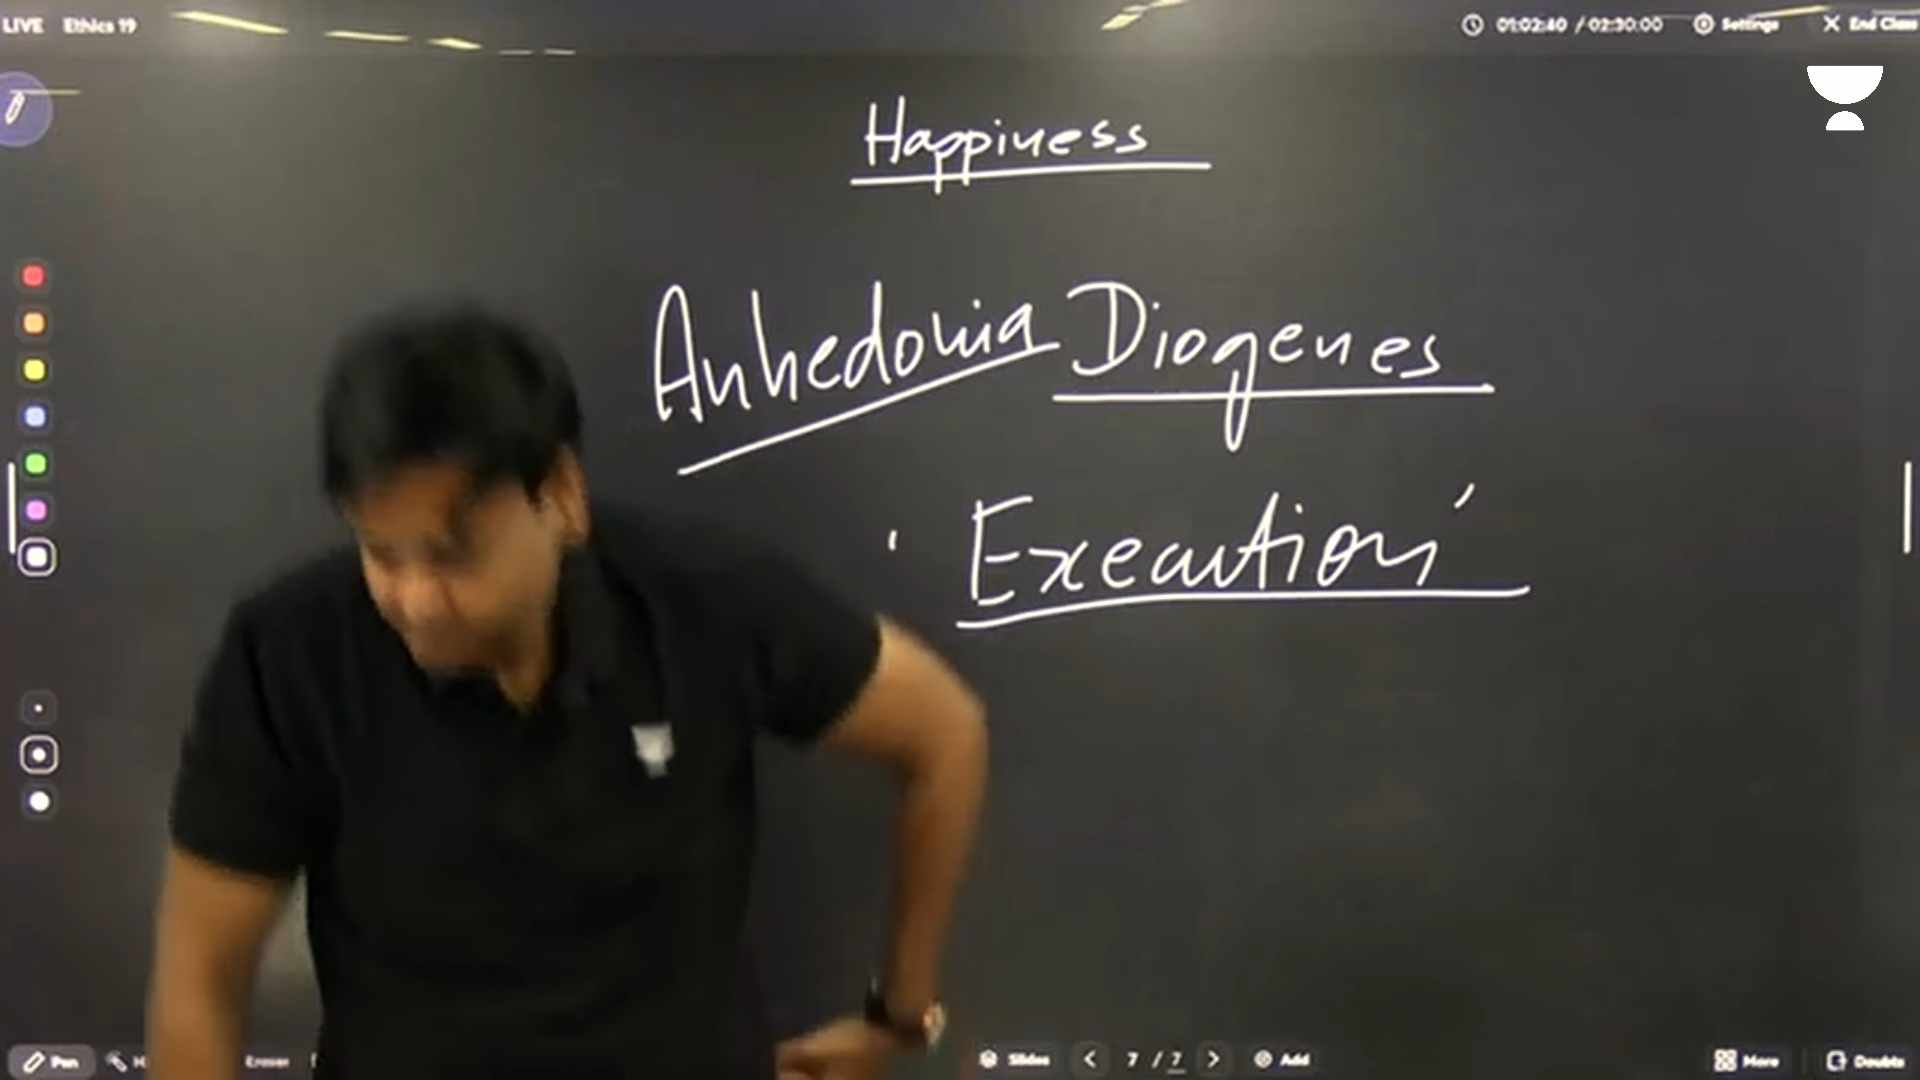 LIVE Ethics 19
01:02:40 / 02:30:00 Settings End Class
Happiness
Anhedonia Diogenes
'Execution'
Pen
Eraser
Slides
7 / 7
Add
More
Doubts